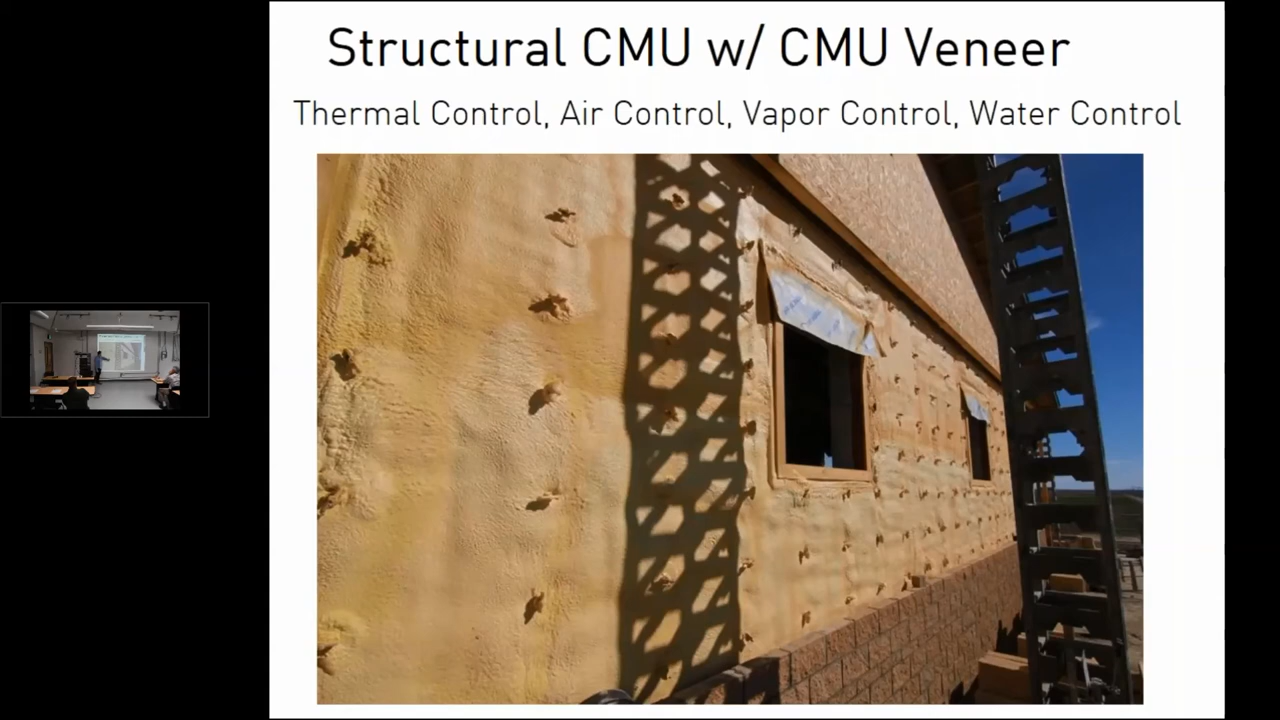 Structural CMU w/ CMU Veneer
Thermal Control, Air Control, Vapor Control, Water Control